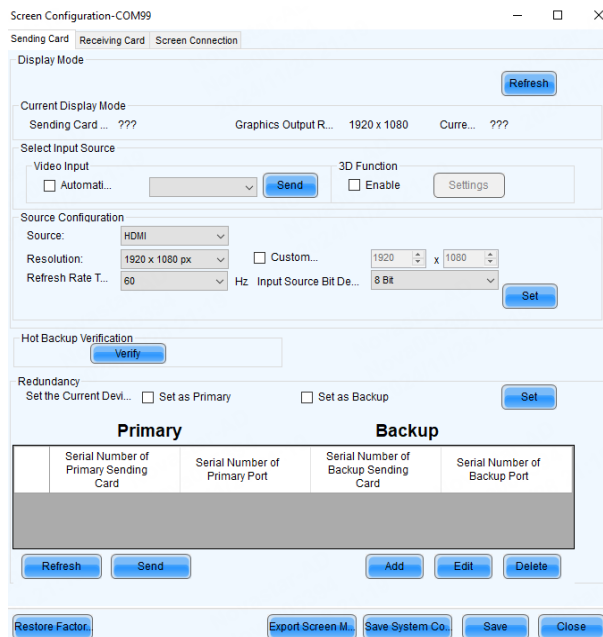 Screen Configuration-COM99
Sending Card Receiving Card Screen Connection
Display Mode
Refresh
Current Display Mode
Sending Card ... ??? Graphics Output R... 1920 x 1080 Curre... ???
Select Input Source
Video Input 3D Function
Automati... Send Enable Settings
Source Configuration
Source: HDMI
Resolution: 1920 x 1080 px Custom... 1920 x 1080
Refresh Rate T... 60 Hz Input Source Bit De... 8 Bit
Set
Hot Backup Verification
Verify
Redundancy
Set the Current Devi... Set as Primary Set as Backup Set
Primary Backup
Serial Number of Primary Sending Card
Serial Number of Primary Port
Serial Number of Backup Sending Card
Serial Number of Backup Port
Refresh Send Add Edit Delete
Restore Factor... Export Screen M... Save System Co... Save Close